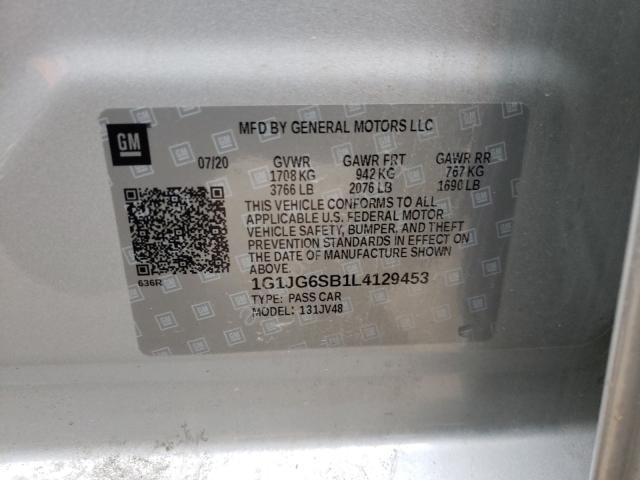 GM
MFD BY GENERAL MOTORS LLC
07/20 GVWR GAWR FRT GAWR RR
1708 KG 942 KG 767 KG
3766 LB 2076 LB 1690 LB
THIS VEHICLE CONFORMS TO ALL
APPLICABLE U.S. FEDERAL MOTOR
VEHICLE SAFETY, BUMPER, AND THEFT
PREVENTION STANDARDS IN EFFECT ON
THE DATE OF MANUFACTURE SHOWN
ABOVE.
636R
1G1JG6SB1L4129453
TYPE: PASS CAR
MODEL: 131JV48